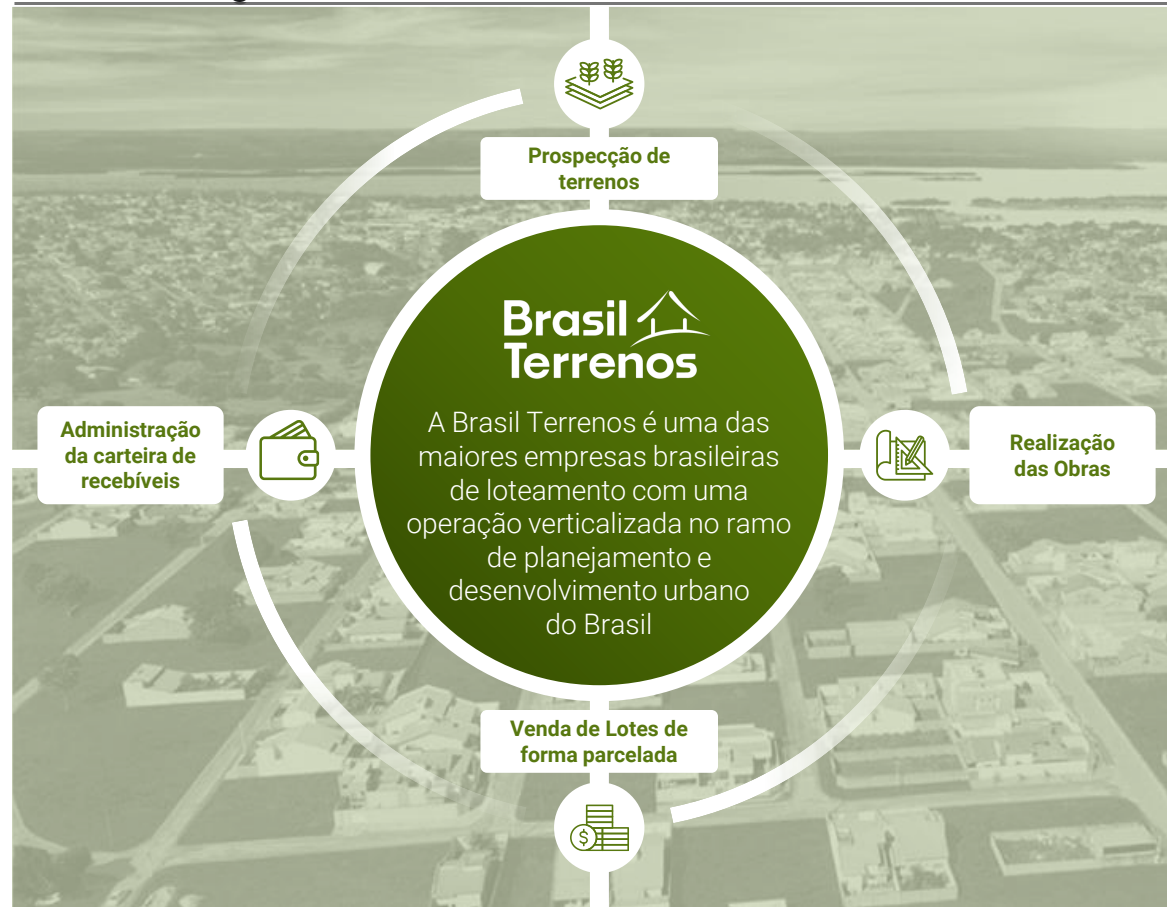 Prospecção de
terrenos
Brasil
Terrenos
A Brasil Terrenos é uma das
maiores empresas brasileiras
de loteamento com uma
operação verticalizada no ramo
de planejamento e
desenvolvimento urbano
do Brasil
Administração
da carteira de
recebíveis
Realização
das Obras
Venda de Lotes de
forma parcelada
$